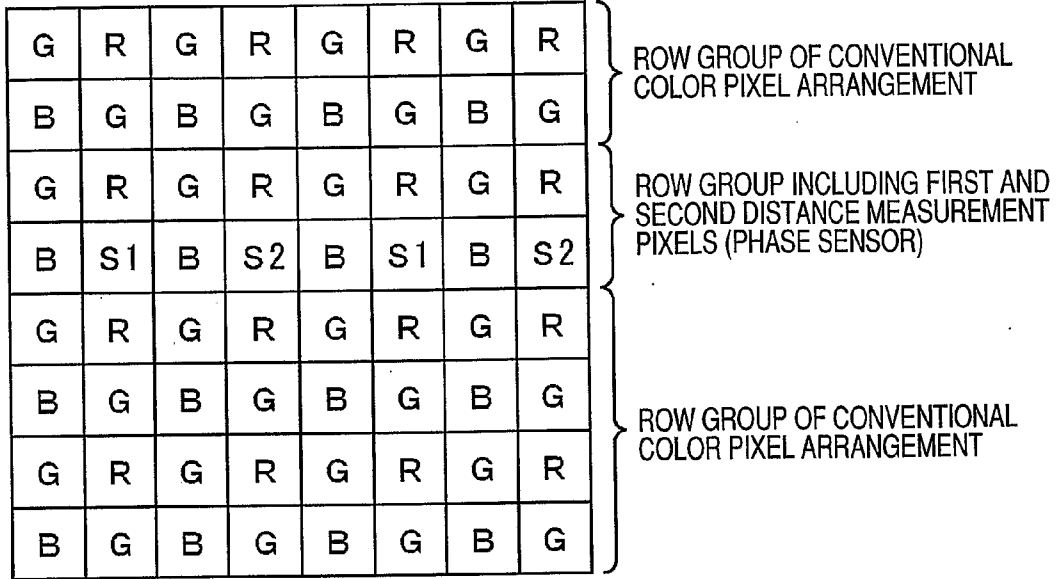 G R G R G R G R
B G B G B G B G
ROW GROUP OF CONVENTIONAL
COLOR PIXEL ARRANGEMENT
G R G R G R G R
B S1 B S2 B S1 B S2
ROW GROUP INCLUDING FIRST AND
SECOND DISTANCE MEASUREMENT
PIXELS (PHASE SENSOR)
G R G R G R G R
B G B G B G B G
G R G R G R G R
B G B G B G B G
ROW GROUP OF CONVENTIONAL
COLOR PIXEL ARRANGEMENT